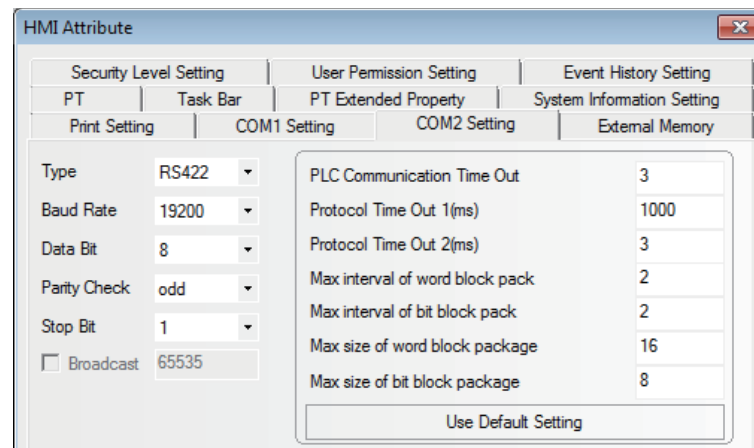 HMI Attribute
Security Level Setting User Permission Setting Event History Setting
PT Task Bar PT Extended Property System Information Setting
Print Setting COM1 Setting COM2 Setting External Memory
Type RS422
Baud Rate 19200
Data Bit 8
Parity Check odd
Stop Bit 1
Broadcast 65535
PLC Communication Time Out 3
Protocol Time Out 1(ms) 1000
Protocol Time Out 2(ms) 3
Max interval of word block pack 2
Max interval of bit block pack 2
Max size of word block package 16
Max size of bit block package 8
Use Default Setting